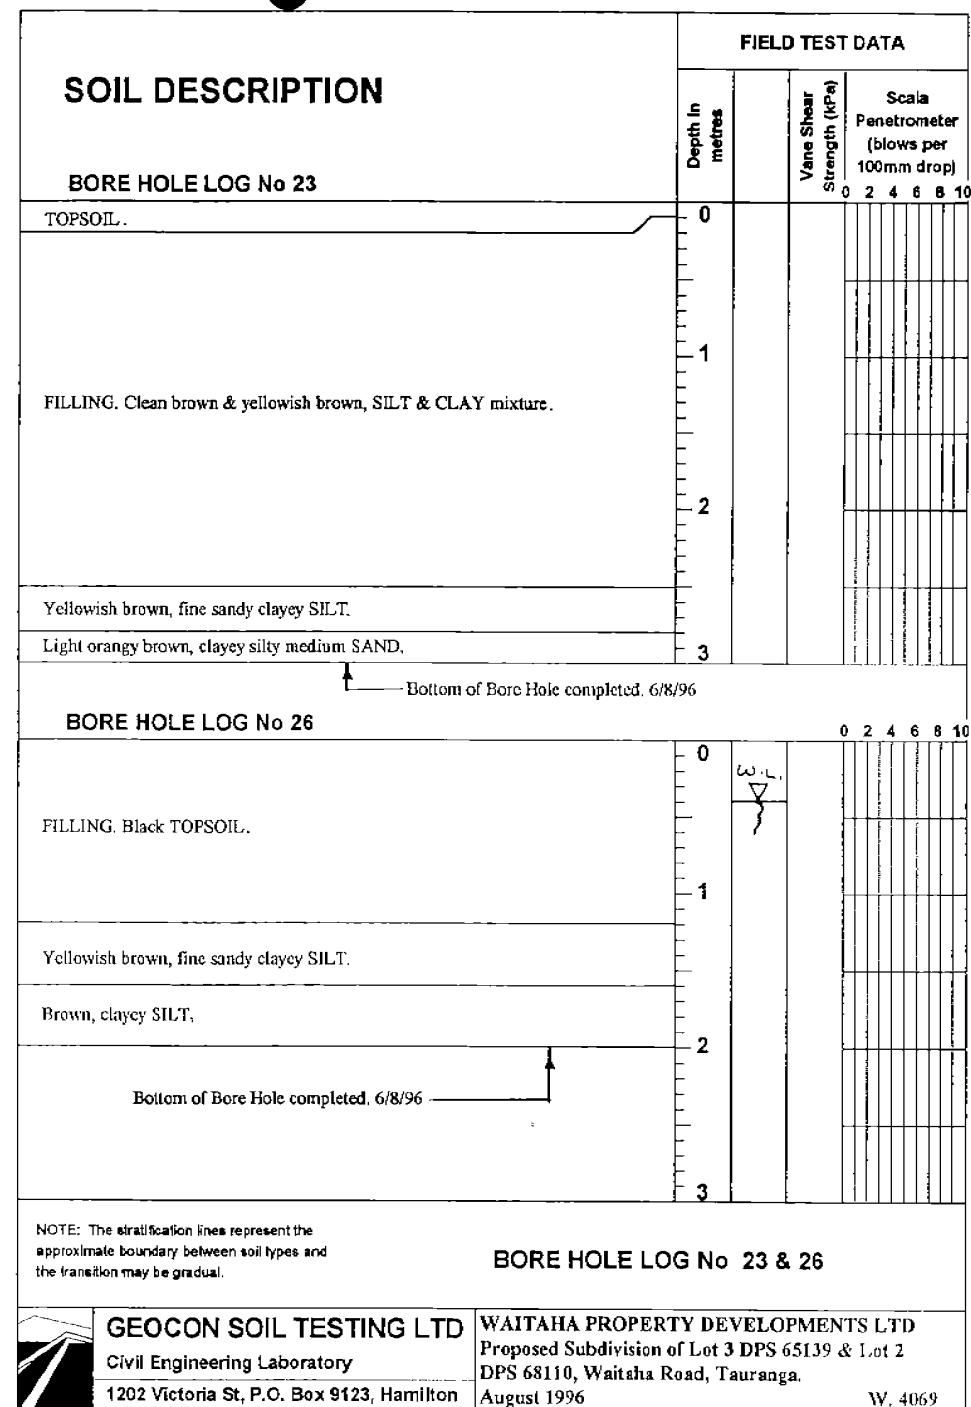 FIELD TEST DATA
SOIL DESCRIPTION
Depth in
metres
Vane Shear
Strength (kPa)
Scala
Penetrometer
(blows per
100mm drop)
BORE HOLE LOG No 23
0 2 4 6 8 10
TOPSOIL.
0
1
FILLING. Clean brown & yellowish brown, SILT & CLAY mixture.
2
Yellowish brown, fine sandy clayey SILT.
Light orangy brown, clayey silty medium SAND.
3
Bottom of Bore Hole completed. 6/8/96
BORE HOLE LOG No 26
0 2 4 6 8 10
0
W.L.
FILLING. Black TOPSOIL.
1
Yellowish brown, fine sandy clayey SILT.
Brown, clayey SILT.
2
Bottom of Bore Hole completed. 6/8/96
3
NOTE: The stratification lines represent the
approximate boundary between soil types and
the transition may be gradual.
BORE HOLE LOG No 23 & 26
GEOCON SOIL TESTING LTD
Civil Engineering Laboratory
1202 Victoria St, P.O. Box 9123, Hamilton
WAITAHA PROPERTY DEVELOPMENTS LTD
Proposed Subdivision of Lot 3 DPS 65139 & Lot 2
DPS 68110, Waitaha Road, Tauranga.
August 1996 W. 4069